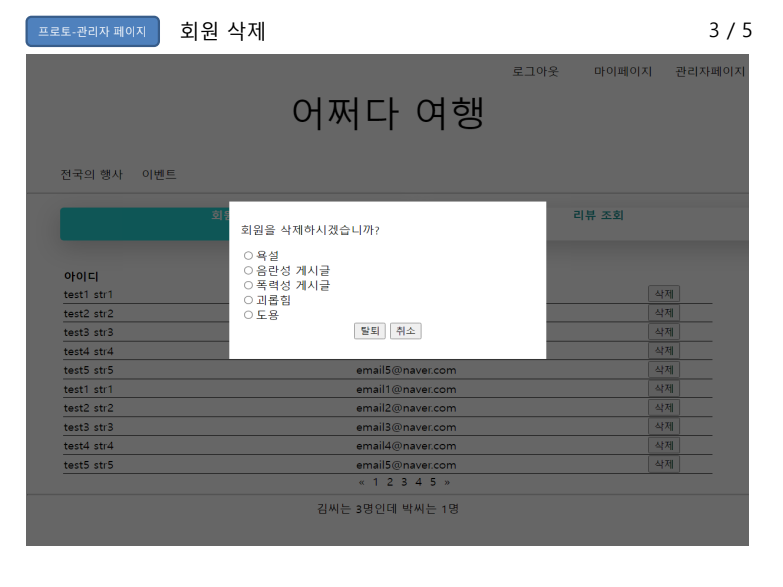 프로토-관리자 페이지 회원 삭제 3 / 5
로그아웃 마이페이지 관리자페이지
어쩌다 여행
전국의 행사 이벤트
리뷰 조회
회원을 삭제하시겠습니까?
욕설
음란성 게시글
폭력성 게시글
괴롭힘
도용
탈퇴 취소
아이디
test1 str1 삭제
test2 str2 삭제
test3 str3 삭제
test4 str4 삭제
test5 str5 email5@naver.com 삭제
test1 str1 email1@naver.com 삭제
test2 str2 email2@naver.com 삭제
test3 str3 email3@naver.com 삭제
test4 str4 email4@naver.com 삭제
test5 str5 email5@naver.com 삭제
« 1 2 3 4 5 »
김씨는 3명인데 박씨는 1명